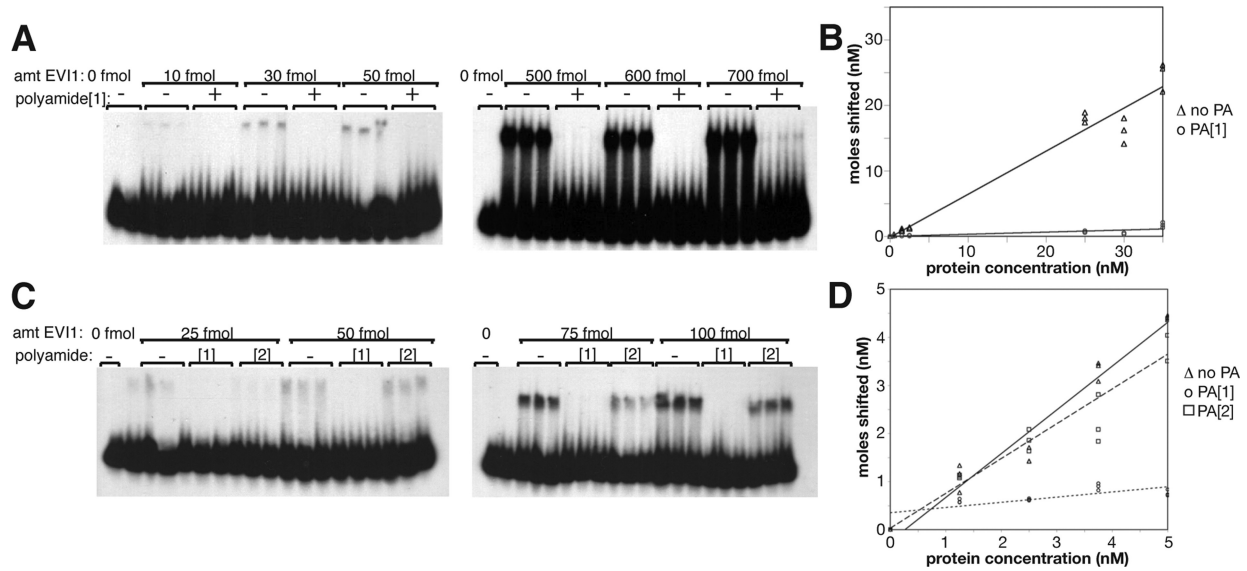 A
amt EVI1: 0 fmol 10 fmol 30 fmol 50 fmol 0 fmol 500 fmol 600 fmol 700 fmol
polyamide[1]: - - + - + - + - - + - + - +
B
moles shifted (nM)
30
20
10
0
0 10 20 30
protein concentration (nM)
Δ no PA
o PA[1]
C
amt EVI1: 0 fmol 25 fmol 50 fmol 0 75 fmol 100 fmol
polyamide: - - [1] [2] - [1] [2] - - [1] [2] - [1] [2]
D
moles shifted (nM)
5
4
3
2
1
0
0 1 2 3 4 5
protein concentration (nM)
Δ no PA
o PA[1]
□ PA[2]